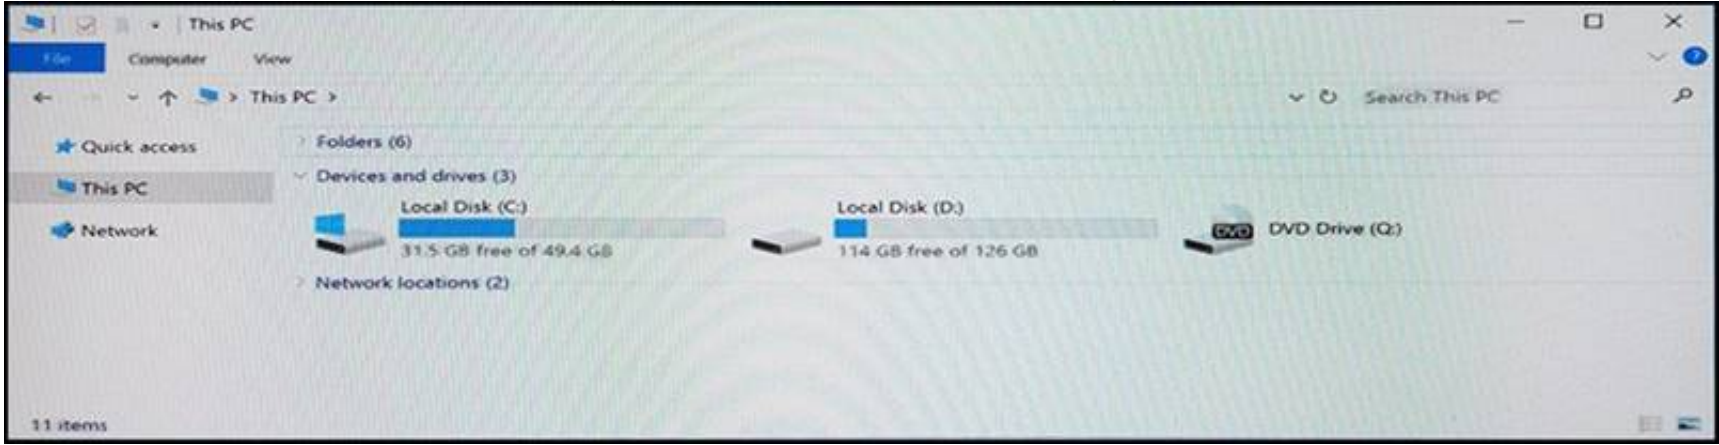 This PC
File Computer View
This PC
Search This PC
Quick access
This PC
Network
Folders (6)
Devices and drives (3)
Local Disk (C:)
31.5 GB free of 49.4 GB
Local Disk (D:)
114 GB free of 126 GB
DVD
DVD Drive (Q:)
Network locations (2)
11 items